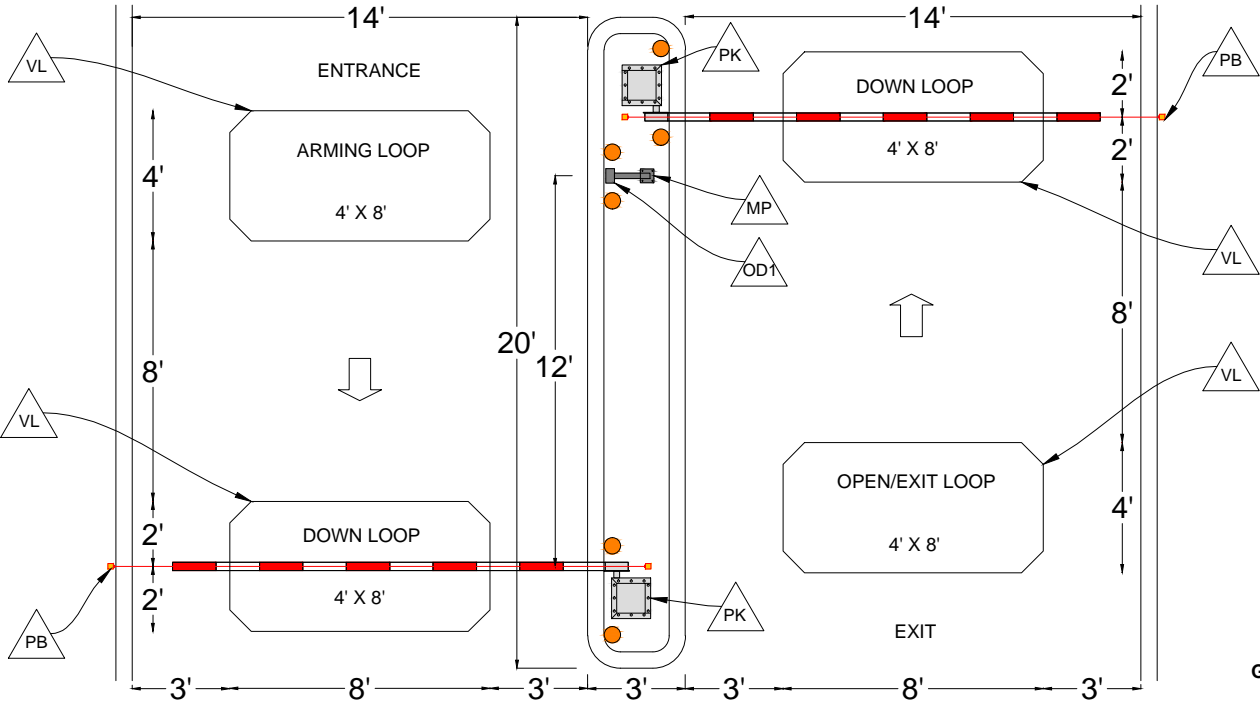 14'
14'
VL
PK
PB
ENTRANCE
DOWN LOOP
2'
ARMING LOOP
4' X 8'
2'
4'
4' X 8'
MP
OD1
VL
8'
20'
12'
8'
VL
VL
OPEN/EXIT LOOP
4'
2'
DOWN LOOP
4' X 8'
4' X 8'
2'
PB
PK
EXIT
G
3'
8'
3'
3'
3'
8'
3'